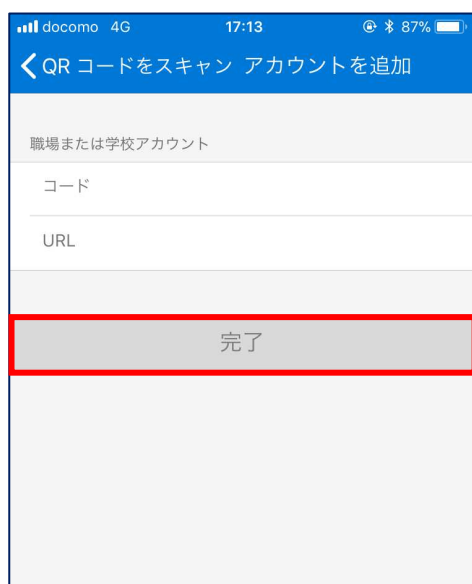 docomo 4G 17:13 87%
QR コードをスキャン アカウントを追加
職場または学校アカウント
コード
URL
完了